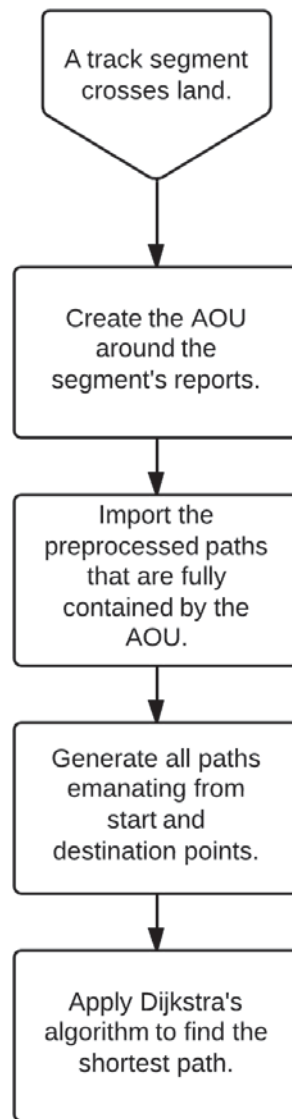 A track segment
crosses land.
Create the AOU
around the
segment's reports.
Import the
preprocessed paths
that are fully
contained by the
AOU.
Generate all paths
emanating from
start and
destination points.
Apply Dijkstra's
algorithm to find the
shortest path.